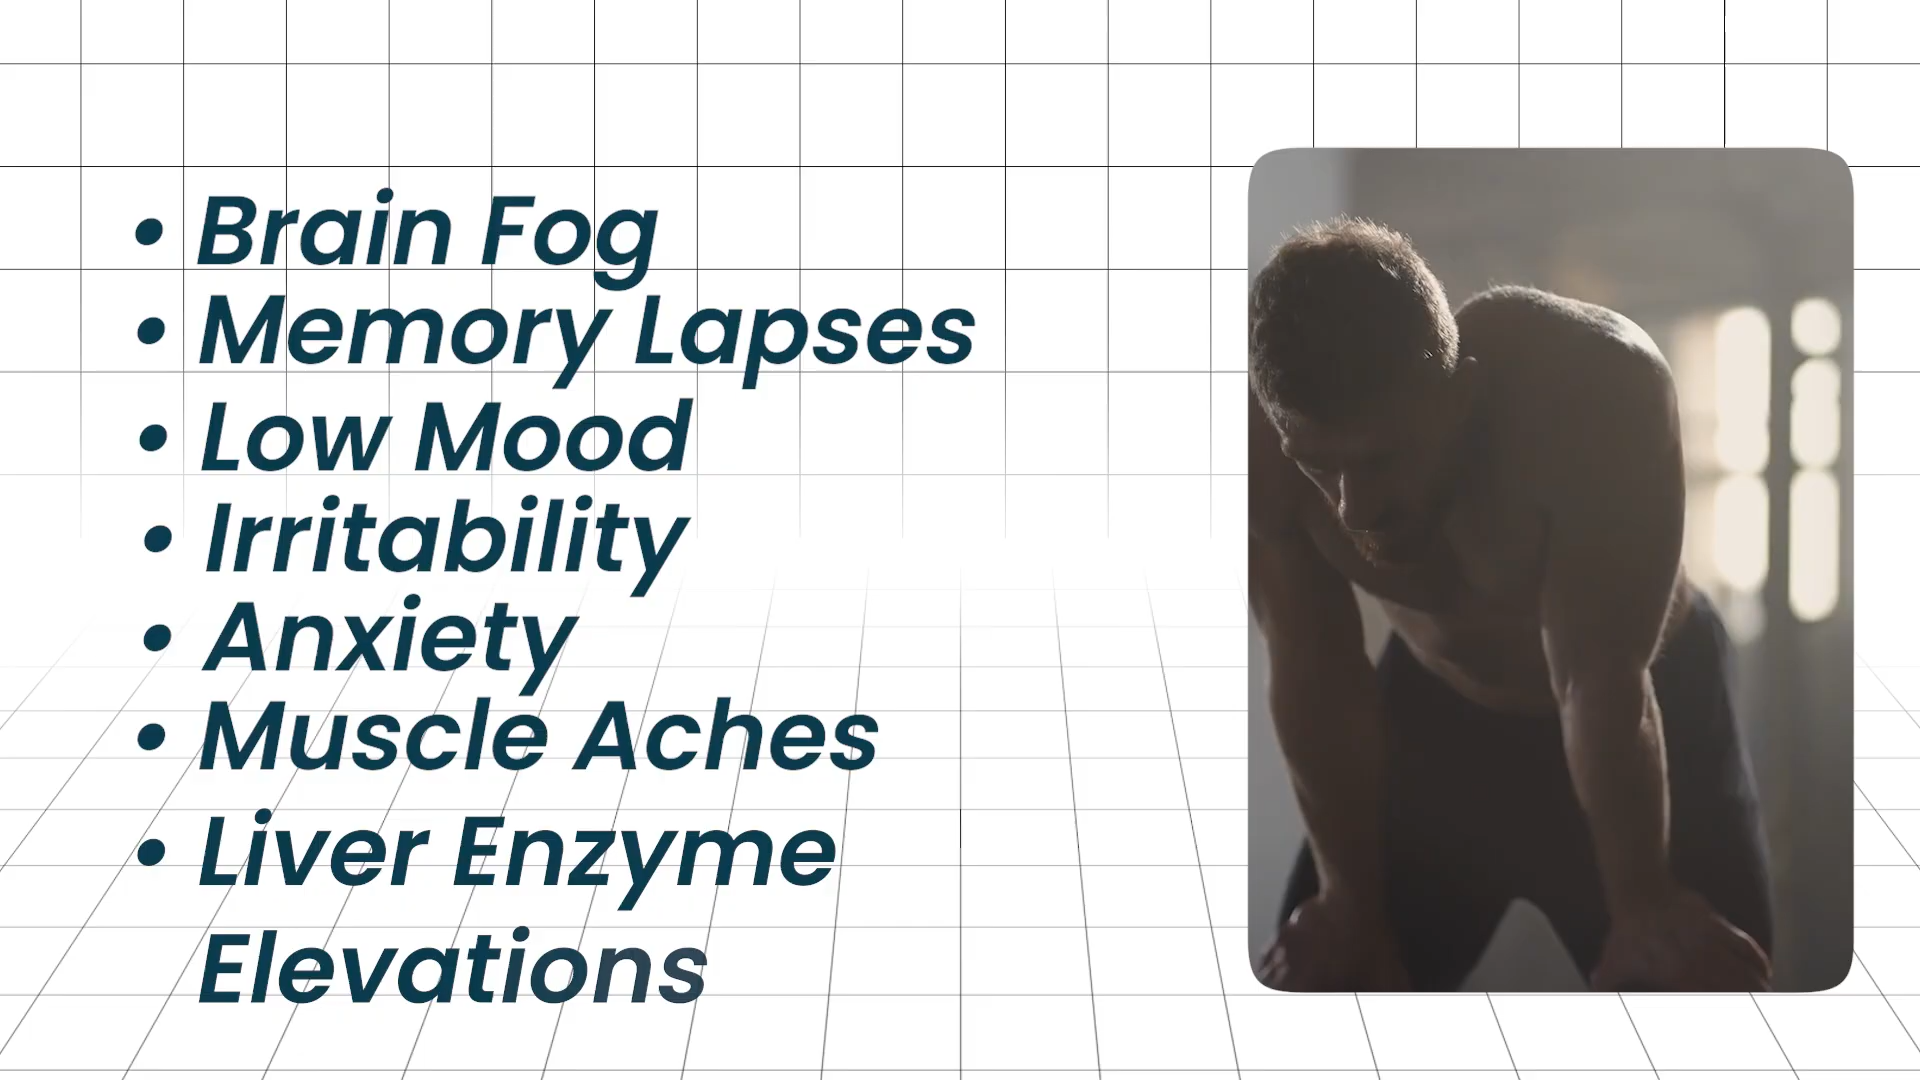 • Brain Fog
• Memory Lapses
• Low Mood
• Irritability
• Anxiety
• Muscle Aches
• Liver Enzyme
Elevations